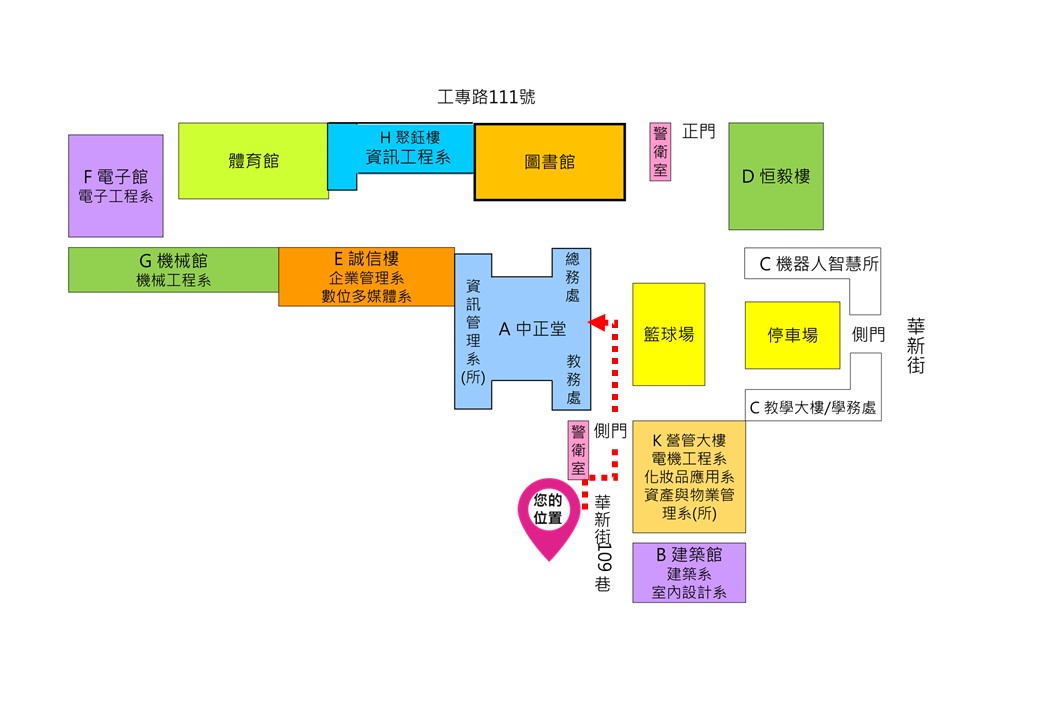 工專路111號
F 電子館
電子工程系
體育館
H 聚鈺樓
資訊工程系
圖書館
警衛室
正門
D 恒毅樓
G 機械館
機械工程系
E 誠信樓
企業管理系
數位多媒體系
資訊管理系(所)
A 中正堂
總務處
教務處
籃球場
C 機器人智慧所
停車場
側門
華新街
C 教學大樓/學務處
警衛室
側門
K 營管大樓
電機工程系
化妝品應用系
資產與物業管
理系(所)
您的
位置
華新街109 巷
B 建築館
建築系
室內設計系